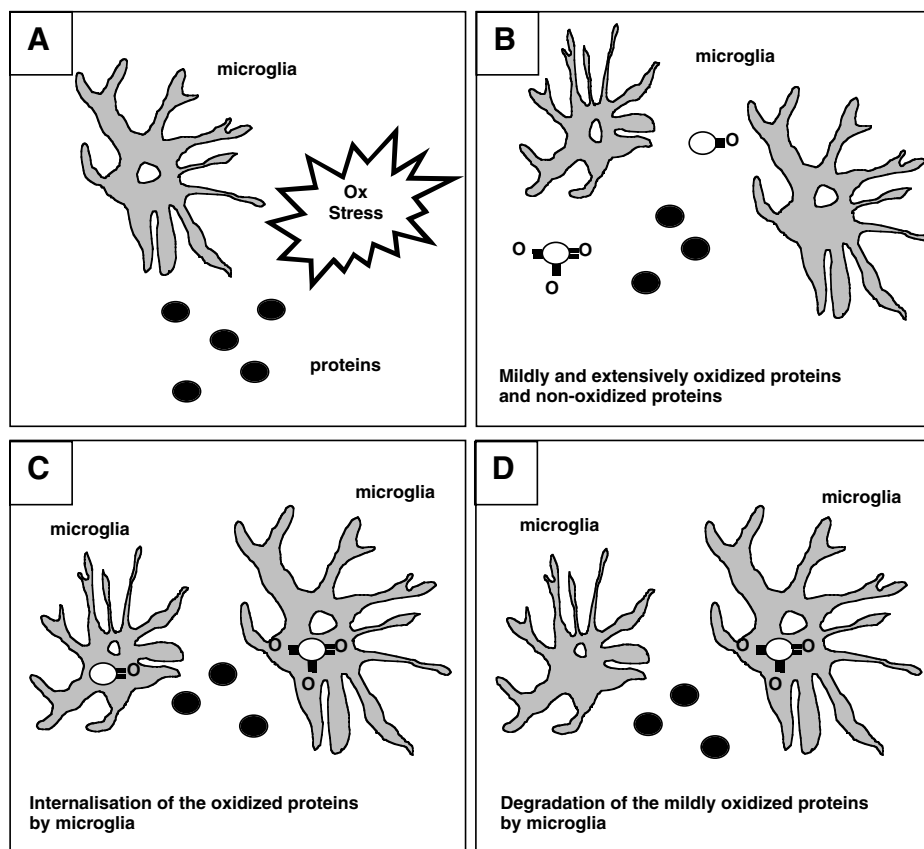 A
microglia
Ox
Stress
proteins
B
microglia
O
O
O
O
Mildly and extensively oxidized proteins
and non-oxidized proteins
C
microglia
microglia
O
O
O
O
Internalisation of the oxidized proteins
by microglia
D
microglia
microglia
O
O
O
Degradation of the mildly oxidized proteins
by microglia